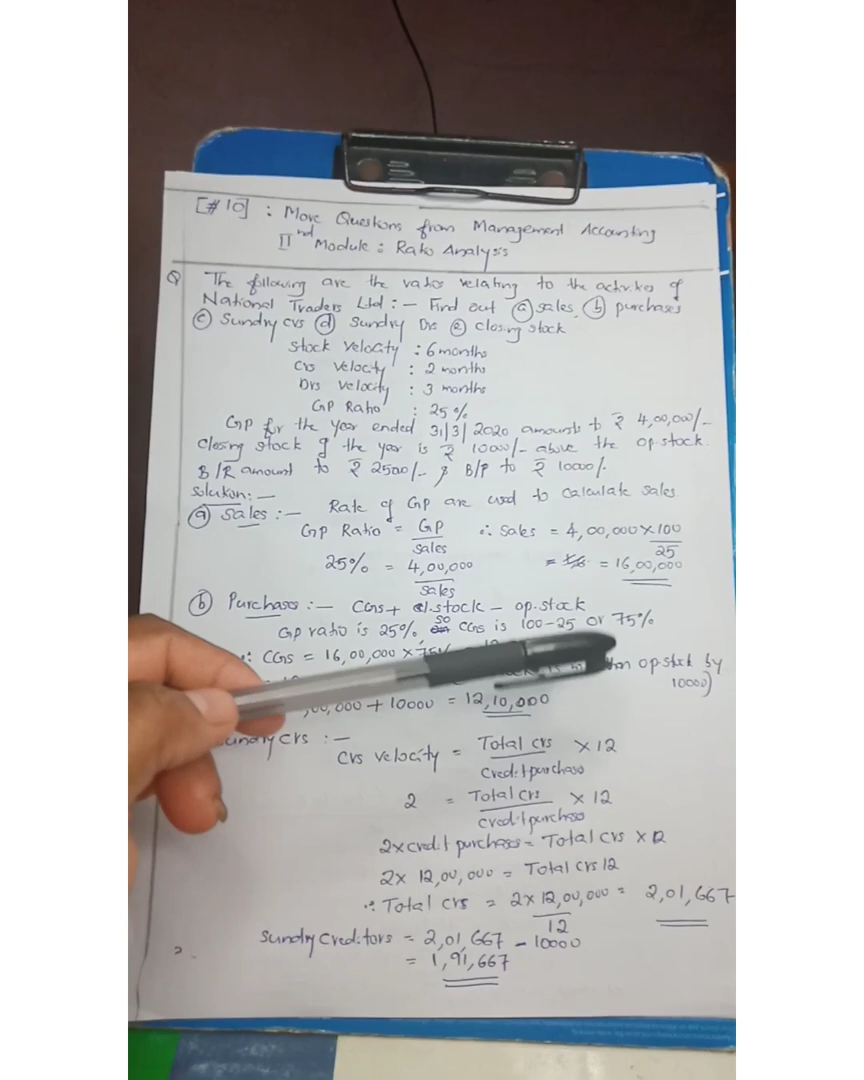 [#10] : More Questions from Management Accounting
IInd Module : Ratio Analysis
Q The following are the ratios relating to the activities of
National Traders Ltd :— Find out ⓐ sales, ⓑ purchases
ⓒ Sundry crs ⓓ Sundry Drs ⓔ closing stock
Stock Velocity : 6 months
Crs Velocity : 2 months
Drs Velocity : 3 months
GP Ratio : 25%
GP for the year ended 31/3/2020 amounts to ₹ 4,00,000/-
Closing stock of the year is ₹ 10000/- above the op.stock.
B/R amount to ₹ 25000/- & B/P to ₹ 10000/-
Solution :—
ⓐ Sales :— Rate of GP are used to calculate sales
GP Ratio = GP/Sales ∴ Sales = 4,00,000 × 100/25
25% = 4,00,000/Sales = 16,00,000
ⓑ Purchases :— CGS + cl.stock – op.stock
GP ratio is 25%, so CGS is 100-25 or 75%
∴ CGS = 16,00,000 × 75%
op.stock by
10000)
,00,000 + 10000 = 12,10,000
Sundry Crs :—
Crs Velocity = Total crs/Credit purchase × 12
2 = Total crs/credit purchase × 12
2 × credit purchases = Total crs × 12
2 × 12,00,000 = Total crs 12
∴ Total crs = 2 × 12,00,000/12 = 2,01,667
Sundry Creditors = 2,01,667 – 10000
= 1,91,667